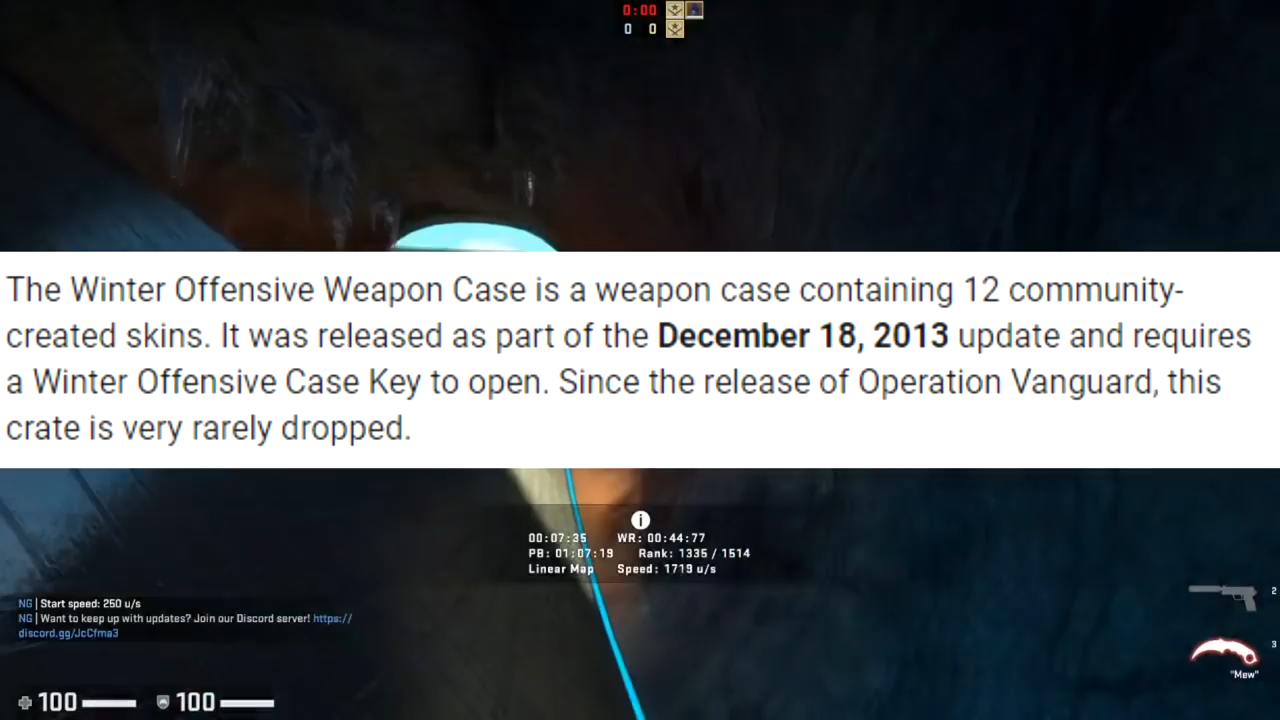 0:00
0 0
The Winter Offensive Weapon Case is a weapon case containing 12 community-
created skins. It was released as part of the December 18, 2013 update and requires
a Winter Offensive Case Key to open. Since the release of Operation Vanguard, this
crate is very rarely dropped.
i
00:07:35 WR: 00:44:77
PB: 01:07:19 Rank: 1335 / 1514
Linear Map Speed: 1719 u/s
NG | Start speed: 250 u/s
NG | Want to keep up with updates? Join our Discord server! https://
discord.gg/JcCfma3
2
3
"Mew"
100 100